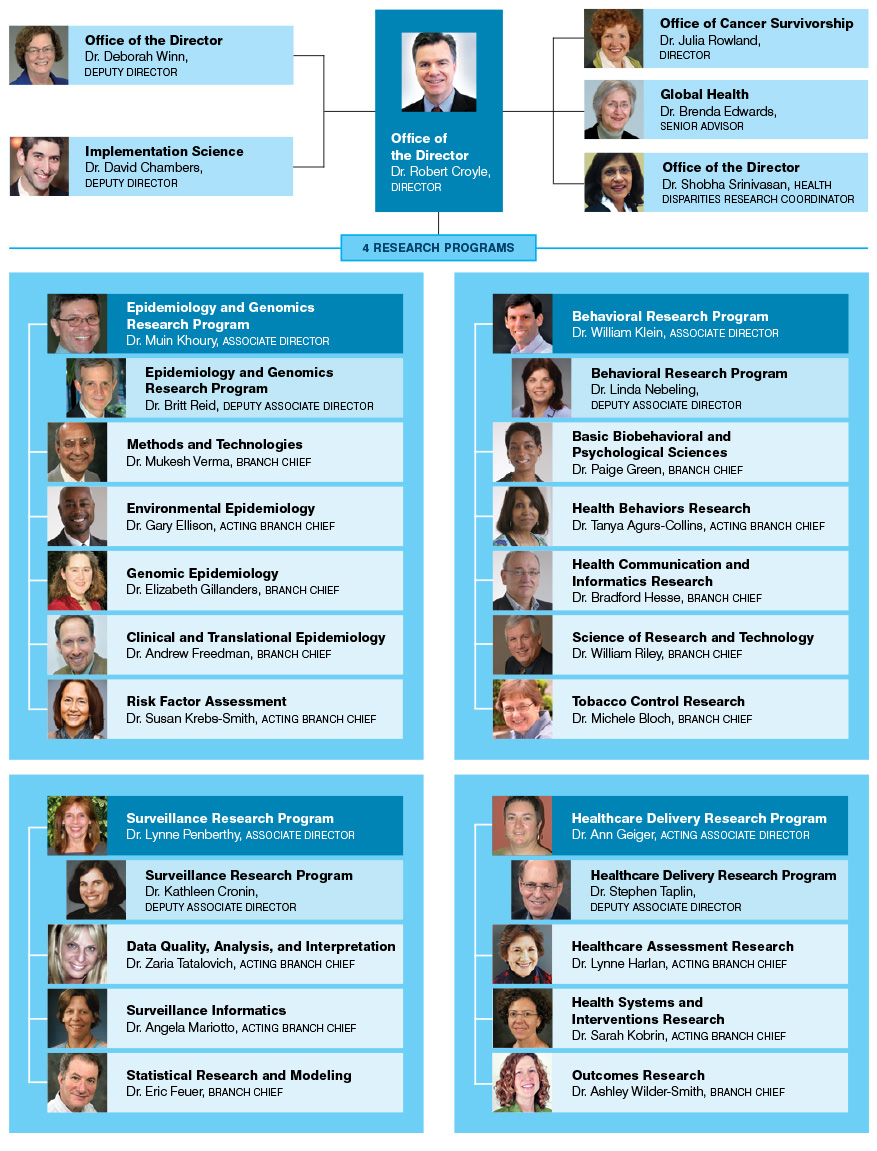 Office of the Director
Dr. Deborah Winn,
DEPUTY DIRECTOR
Implementation Science
Dr. David Chambers,
DEPUTY DIRECTOR
Office of
the Director
Dr. Robert Croyle,
DIRECTOR
Office of Cancer Survivorship
Dr. Julia Rowland,
DIRECTOR
Global Health
Dr. Brenda Edwards,
SENIOR ADVISOR
Office of the Director
Dr. Shobha Srinivasan, HEALTH
DISPARITIES RESEARCH COORDINATOR
4 RESEARCH PROGRAMS
Epidemiology and Genomics
Research Program
Dr. Muin Khoury, ASSOCIATE DIRECTOR
Epidemiology and Genomics
Research Program
Dr. Britt Reid, DEPUTY ASSOCIATE DIRECTOR
Methods and Technologies
Dr. Mukesh Verma, BRANCH CHIEF
Environmental Epidemiology
Dr. Gary Ellison, ACTING BRANCH CHIEF
Genomic Epidemiology
Dr. Elizabeth Gillanders, BRANCH CHIEF
Clinical and Translational Epidemiology
Dr. Andrew Freedman, BRANCH CHIEF
Risk Factor Assessment
Dr. Susan Krebs-Smith, ACTING BRANCH CHIEF
Behavioral Research Program
Dr. William Klein, ASSOCIATE DIRECTOR
Behavioral Research Program
Dr. Linda Nebeling,
DEPUTY ASSOCIATE DIRECTOR
Basic Biobehavioral and
Psychological Sciences
Dr. Paige Green, BRANCH CHIEF
Health Behaviors Research
Dr. Tanya Agurs-Collins, ACTING BRANCH CHIEF
Health Communication and
Informatics Research
Dr. Bradford Hesse, BRANCH CHIEF
Science of Research and Technology
Dr. William Riley, BRANCH CHIEF
Tobacco Control Research
Dr. Michele Bloch, BRANCH CHIEF
Surveillance Research Program
Dr. Lynne Penberthy, ASSOCIATE DIRECTOR
Surveillance Research Program
Dr. Kathleen Cronin,
DEPUTY ASSOCIATE DIRECTOR
Data Quality, Analysis, and Interpretation
Dr. Zaria Tatalovich, ACTING BRANCH CHIEF
Surveillance Informatics
Dr. Angela Mariotto, ACTING BRANCH CHIEF
Statistical Research and Modeling
Dr. Eric Feuer, BRANCH CHIEF
Healthcare Delivery Research Program
Dr. Ann Geiger, ACTING ASSOCIATE DIRECTOR
Healthcare Delivery Research Program
Dr. Stephen Taplin,
DEPUTY ASSOCIATE DIRECTOR
Healthcare Assessment Research
Dr. Lynne Harlan, ACTING BRANCH CHIEF
Health Systems and
Interventions Research
Dr. Sarah Kobrin, ACTING BRANCH CHIEF
Outcomes Research
Dr. Ashley Wilder-Smith, BRANCH CHIEF